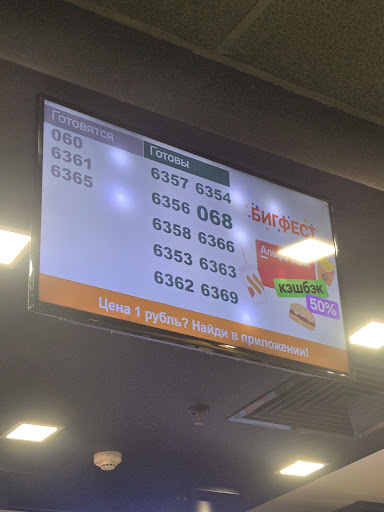 Готовятся
060
6361
6365
Готовы
6357 6354
6356 068
6358 6366
6353 6363
6362 6369
БИГФЕСТ
кэшбэк
50%
Цена 1 рубль? Найди в приложении!